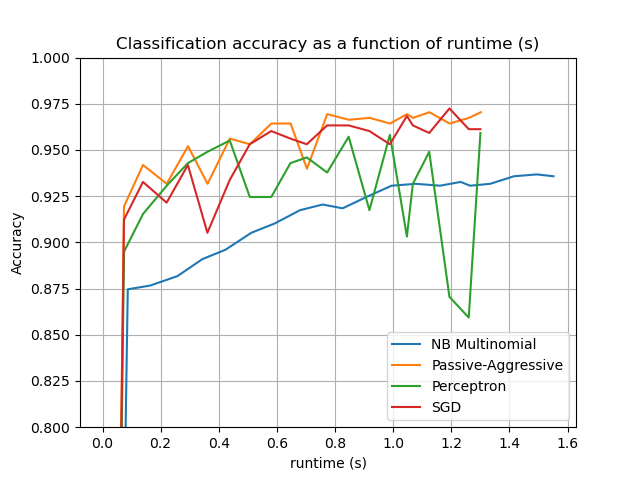 Classification accuracy as a function of runtime (s)
1.000
0.975
0.950
0.925
0.900
0.875
0.850
0.825
0.800
Accuracy
NB Multinomial
Passive-Aggressive
Perceptron
SGD
0.0 0.2 0.4 0.6 0.8 1.0 1.2 1.4 1.6
runtime (s)